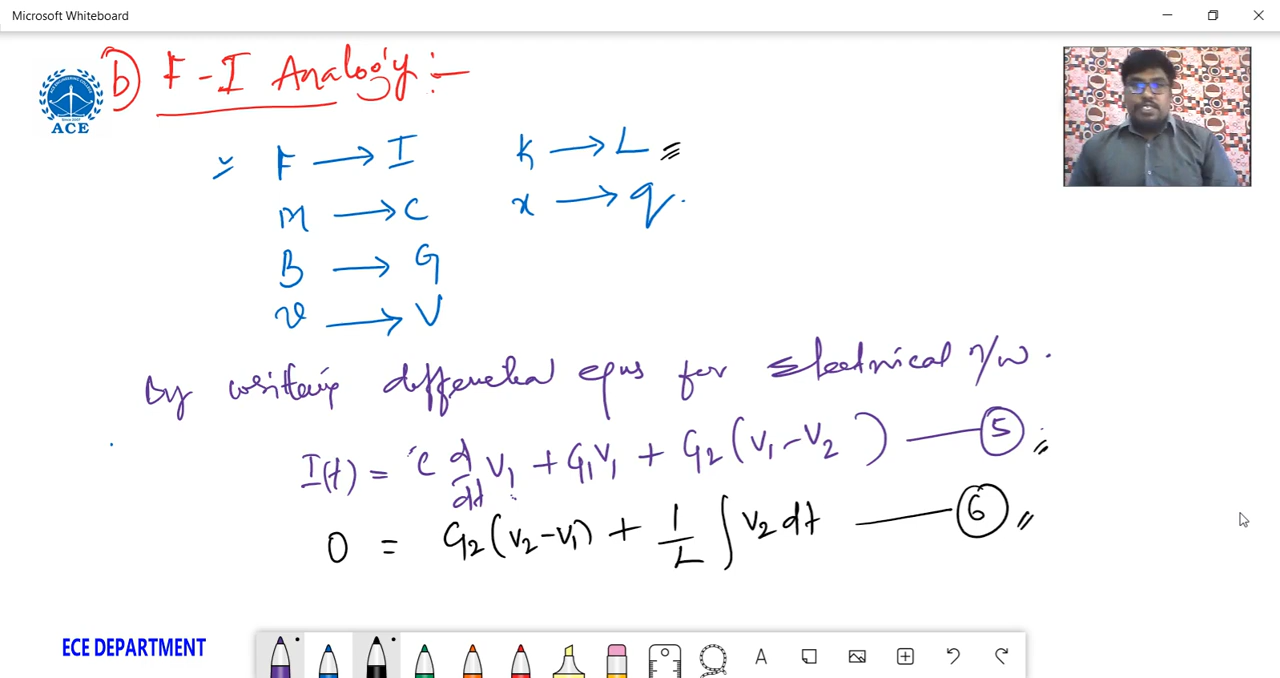 Microsoft Whiteboard
b) F-I Analogy :-
ACE
F → I K → L
M → C x → q.
B → G
v → V
By writing differential eqns for Electrical n/w.
I(t) = C d/dt V1 + G1V1 + G2(V1-V2) — 5
0 = G2(V2-V1) + 1/L ∫ V2 dt — 6
ECE DEPARTMENT
A